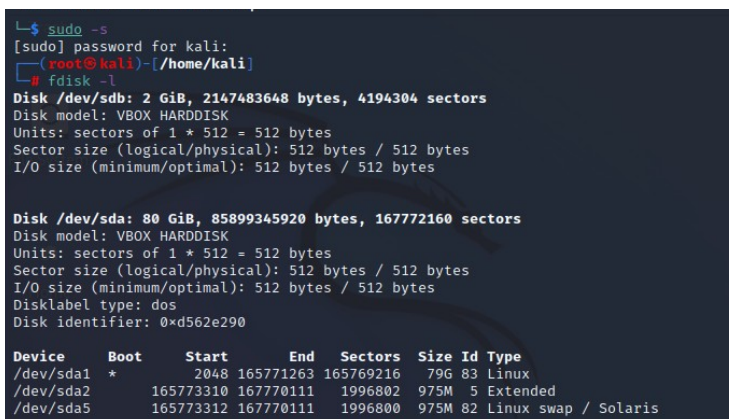 └─$ sudo -s
[sudo] password for kali:
┌──(root㉿kali)-[/home/kali]
└─# fdisk -l
Disk /dev/sdb: 2 GiB, 2147483648 bytes, 4194304 sectors
Disk model: VBOX HARDDISK
Units: sectors of 1 * 512 = 512 bytes
Sector size (logical/physical): 512 bytes / 512 bytes
I/O size (minimum/optimal): 512 bytes / 512 bytes
Disk /dev/sda: 80 GiB, 85899345920 bytes, 167772160 sectors
Disk model: VBOX HARDDISK
Units: sectors of 1 * 512 = 512 bytes
Sector size (logical/physical): 512 bytes / 512 bytes
I/O size (minimum/optimal): 512 bytes / 512 bytes
Disklabel type: dos
Disk identifier: 0×d562e290
Device Boot Start End Sectors Size Id Type
/dev/sda1 * 2048 165771263 165769216 79G 83 Linux
/dev/sda2 165773310 167770111 1996802 975M 5 Extended
/dev/sda5 165773312 167770111 1996800 975M 82 Linux swap / Solaris